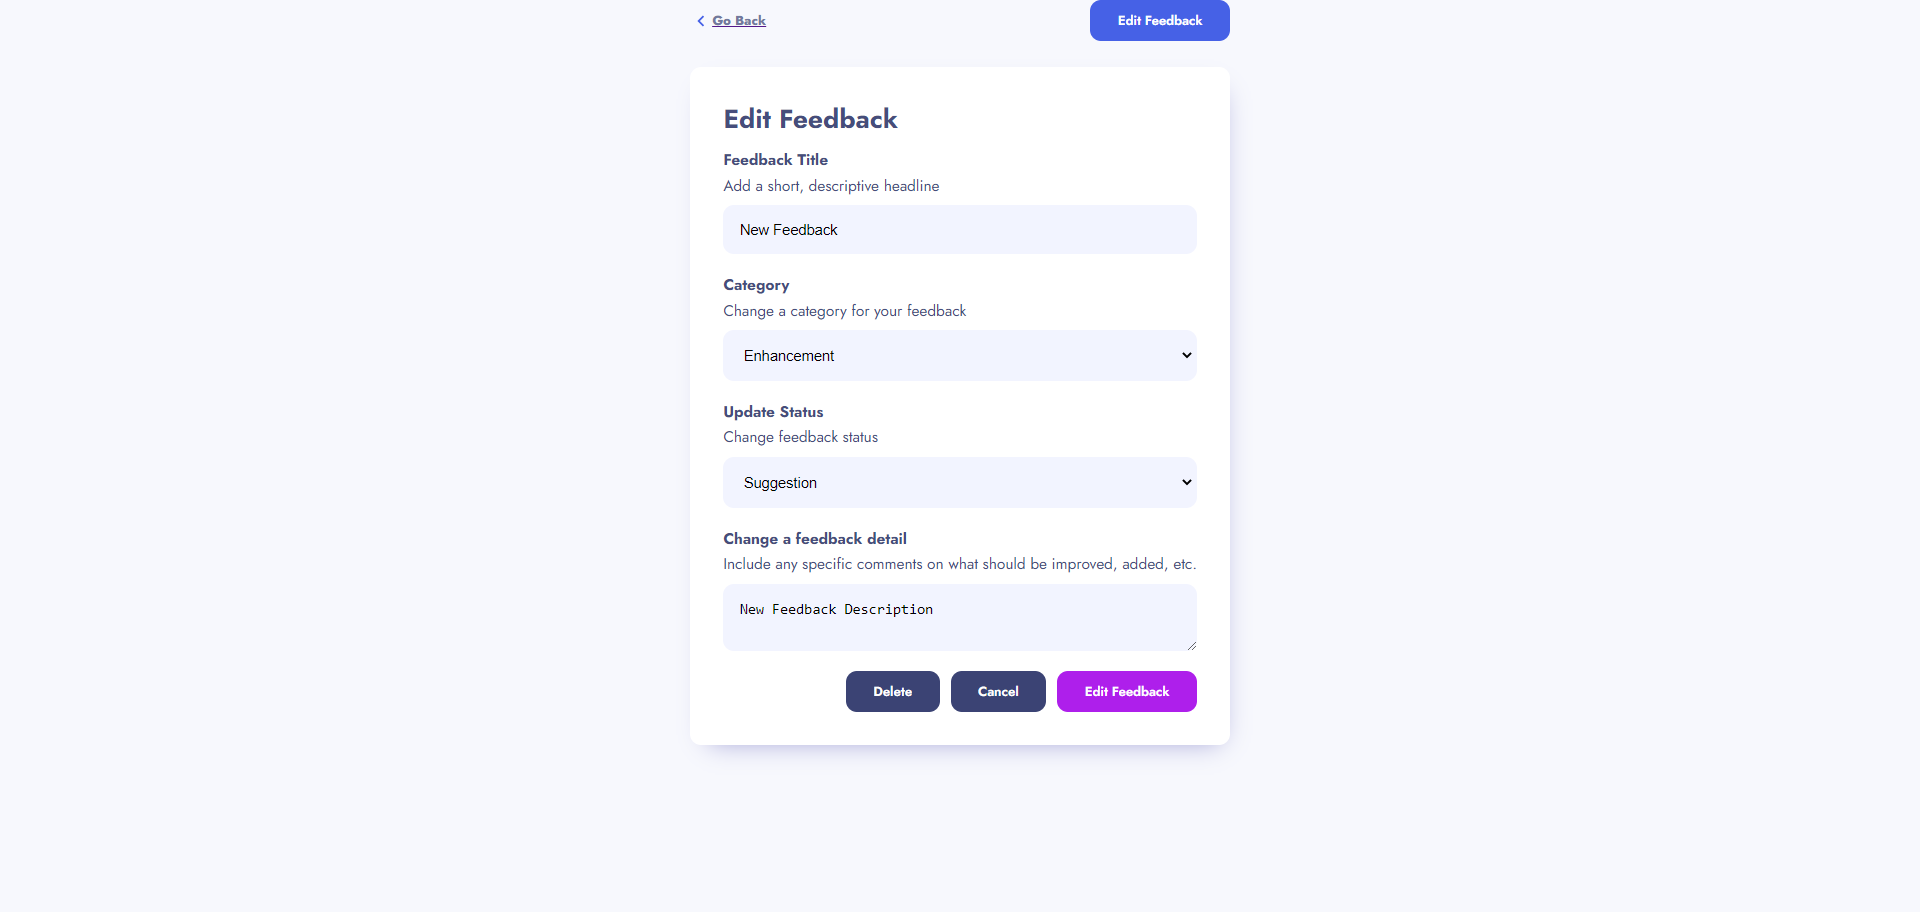 Go Back
Edit Feedback
Edit Feedback
Feedback Title
Add a short, descriptive headline
New Feedback
Category
Change a category for your feedback
Enhancement
Update Status
Change feedback status
Suggestion
Change a feedback detail
Include any specific comments on what should be improved, added, etc.
New Feedback Description
Delete
Cancel
Edit Feedback